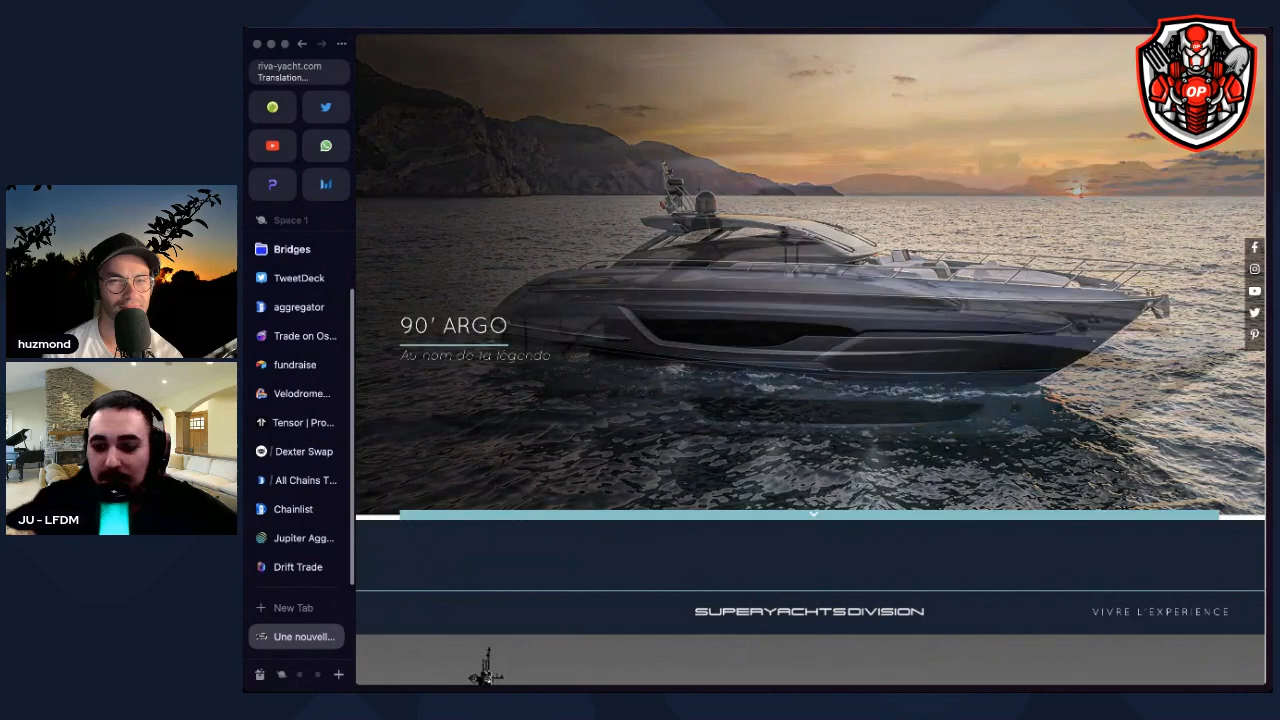 riva-yacht.com
Translation...
Space 1
Bridges
TweetDeck
aggregator
Trade on Os...
fundraise
Velodrome...
Tensor | Pro...
/ Dexter Swap
/ All Chains T...
Chainlist
Jupiter Agg...
Drift Trade
New Tab
Une nouvell...
huzmond
JU - LFDM
OP
OP
90' ARGO
Au nom de la légende
SUPERYACHTSDIVISION
VIVRE L'EXPERIENCE